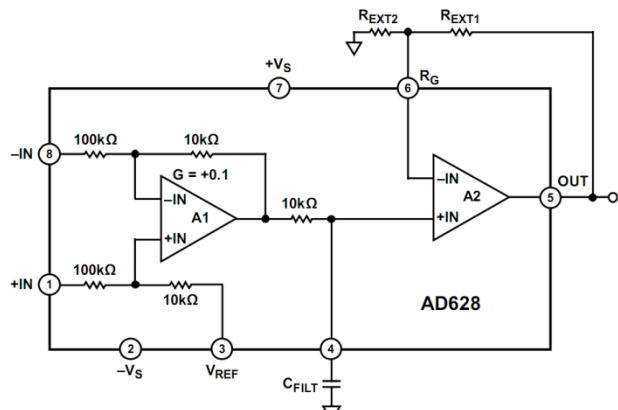 R_EXT2
R_EXT1
+V_S
R_G
7
6
100kΩ
10kΩ
–IN
8
G = +0.1
–IN
A1
+IN
10kΩ
–IN
A2
+IN
OUT
5
+IN
1
100kΩ
10kΩ
AD628
2
3
4
–V_S
V_REF
C_FILT